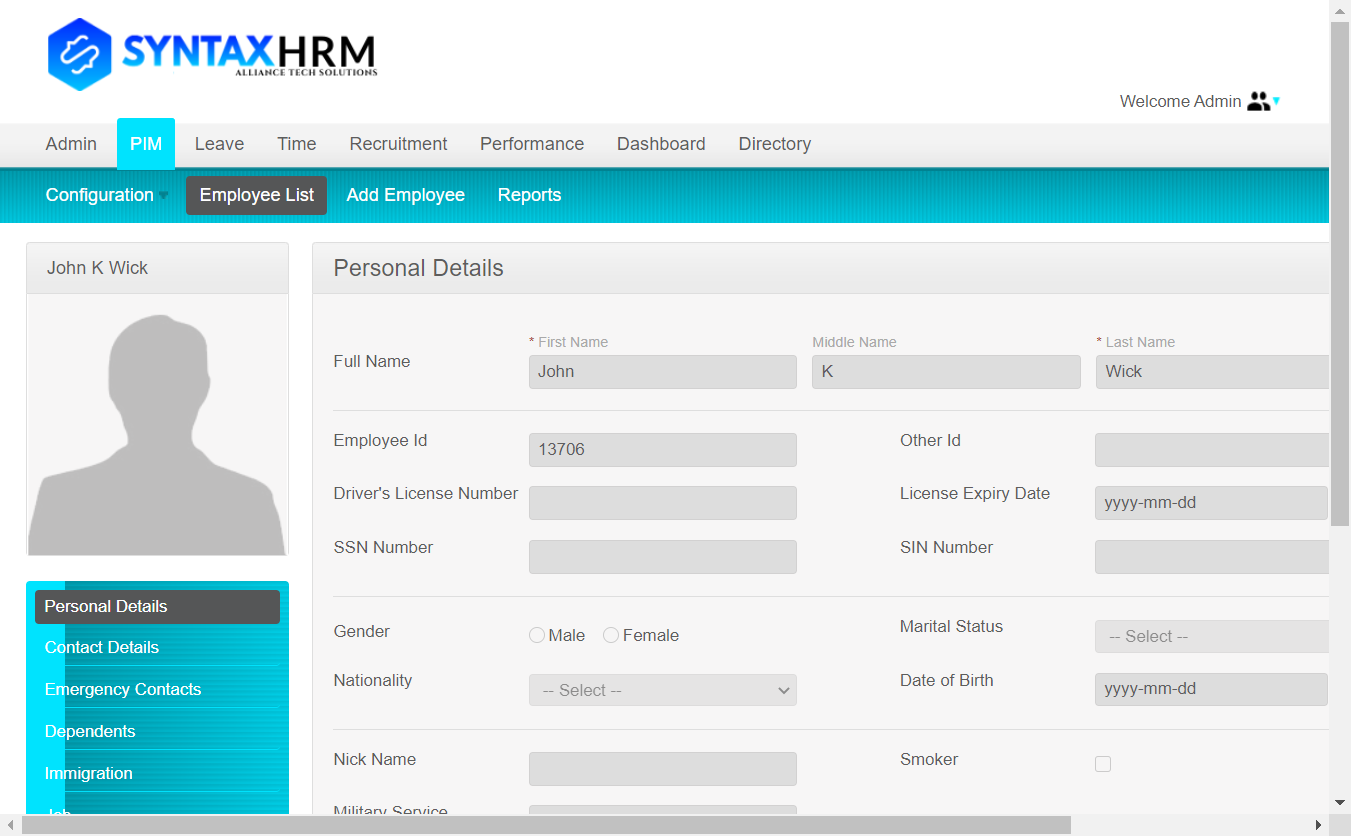 SYNTAXHRM
ALLIANCE TECH SOLUTIONS
Welcome Admin
Admin PIM Leave Time Recruitment Performance Dashboard Directory
Configuration Employee List Add Employee Reports
John K Wick
Personal Details
* First Name Middle Name * Last Name
Full Name John K Wick
Employee Id 13706 Other Id
Driver's License Number License Expiry Date yyyy-mm-dd
SSN Number SIN Number
Personal Details
Contact Details
Emergency Contacts
Dependents
Immigration
Job
Gender Male Female Marital Status -- Select --
Nationality -- Select -- Date of Birth yyyy-mm-dd
Nick Name Smoker
Military Service